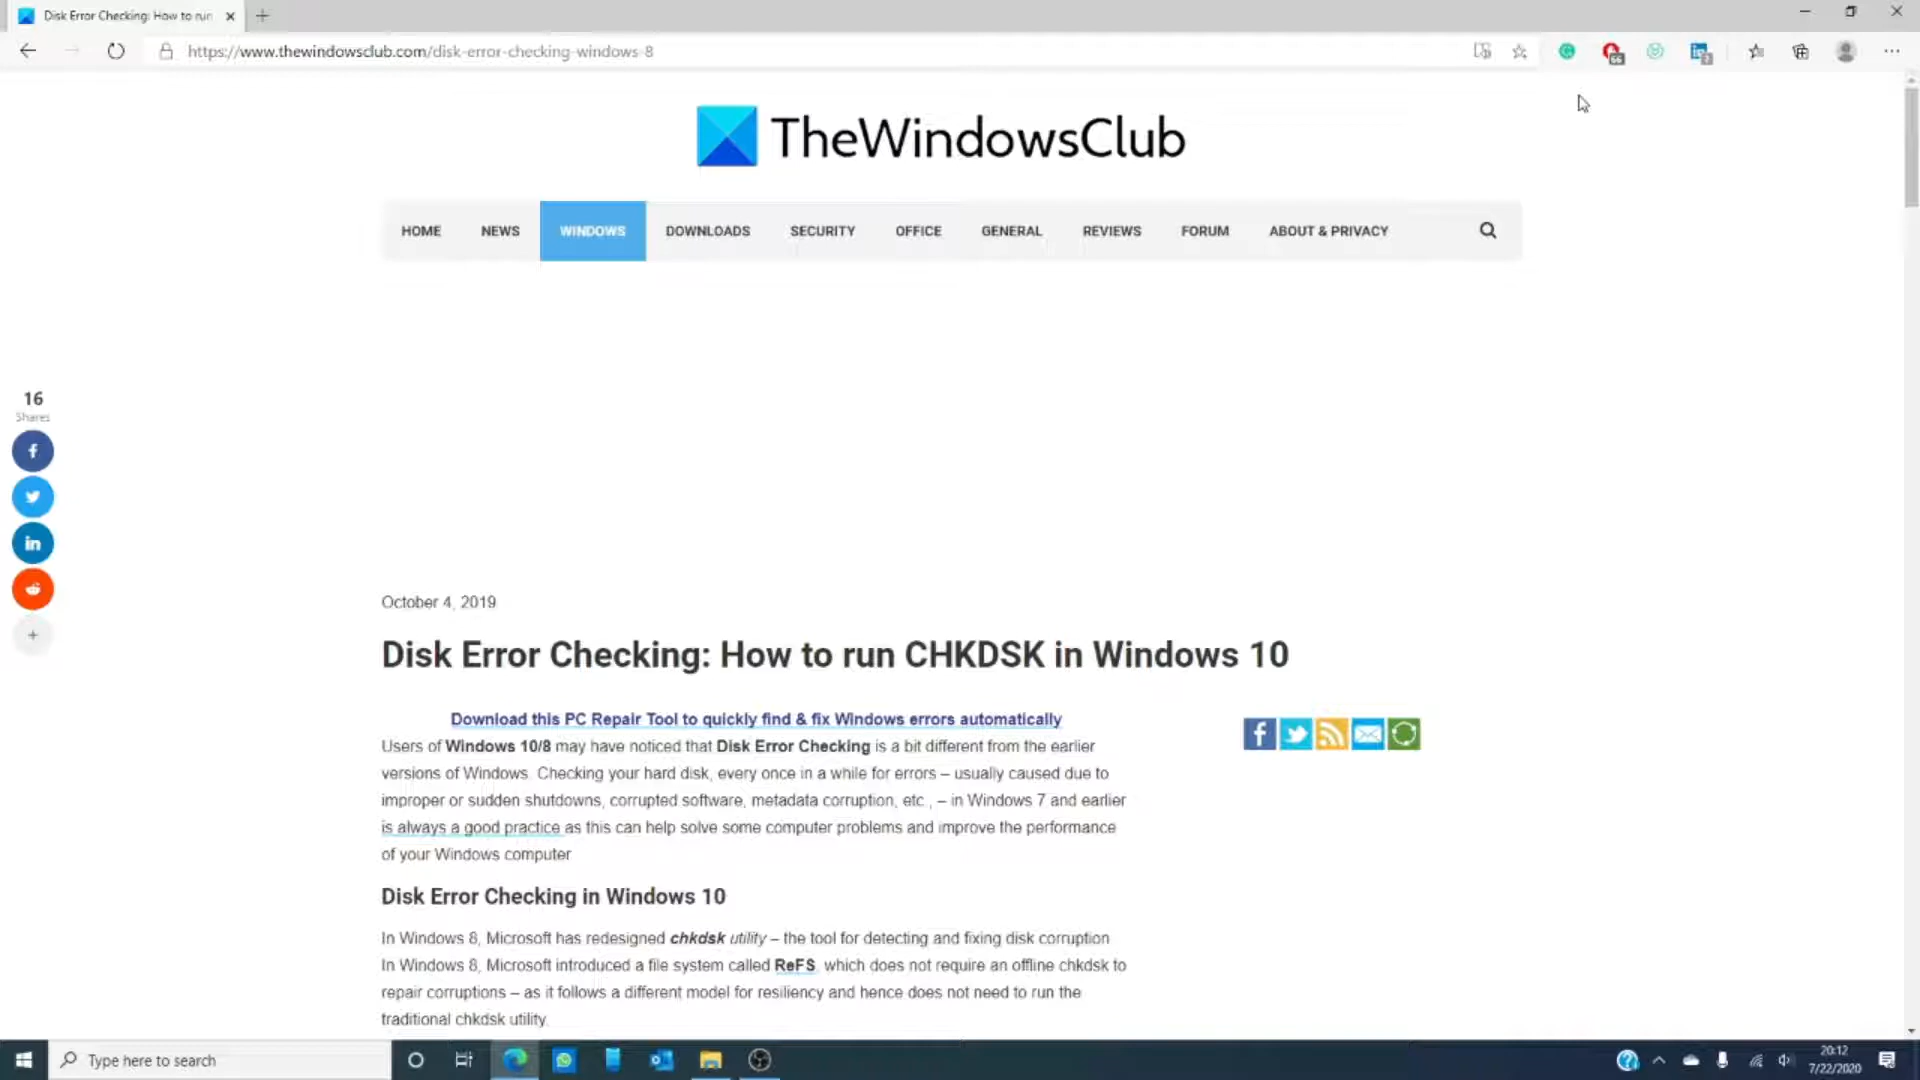 Disk Error Checking: How to run
https://www.thewindowsclub.com/disk-error-checking-windows-8
TheWindowsClub
HOME NEWS WINDOWS DOWNLOADS SECURITY OFFICE GENERAL REVIEWS FORUM ABOUT & PRIVACY
16
Shares
October 4, 2019
Disk Error Checking: How to run CHKDSK in Windows 10
Download this PC Repair Tool to quickly find & fix Windows errors automatically
Users of Windows 10/8 may have noticed that Disk Error Checking is a bit different from the earlier
versions of Windows. Checking your hard disk, every once in a while for errors – usually caused due to
improper or sudden shutdowns, corrupted software, metadata corruption, etc., – in Windows 7 and earlier
is always a good practice as this can help solve some computer problems and improve the performance
of your Windows computer
Disk Error Checking in Windows 10
In Windows 8, Microsoft has redesigned chkdsk utility – the tool for detecting and fixing disk corruption
In Windows 8, Microsoft introduced a file system called ReFS, which does not require an offline chkdsk to
repair corruptions – as it follows a different model for resiliency and hence does not need to run the
traditional chkdsk utility.
Type here to search
20:12
7/22/2020